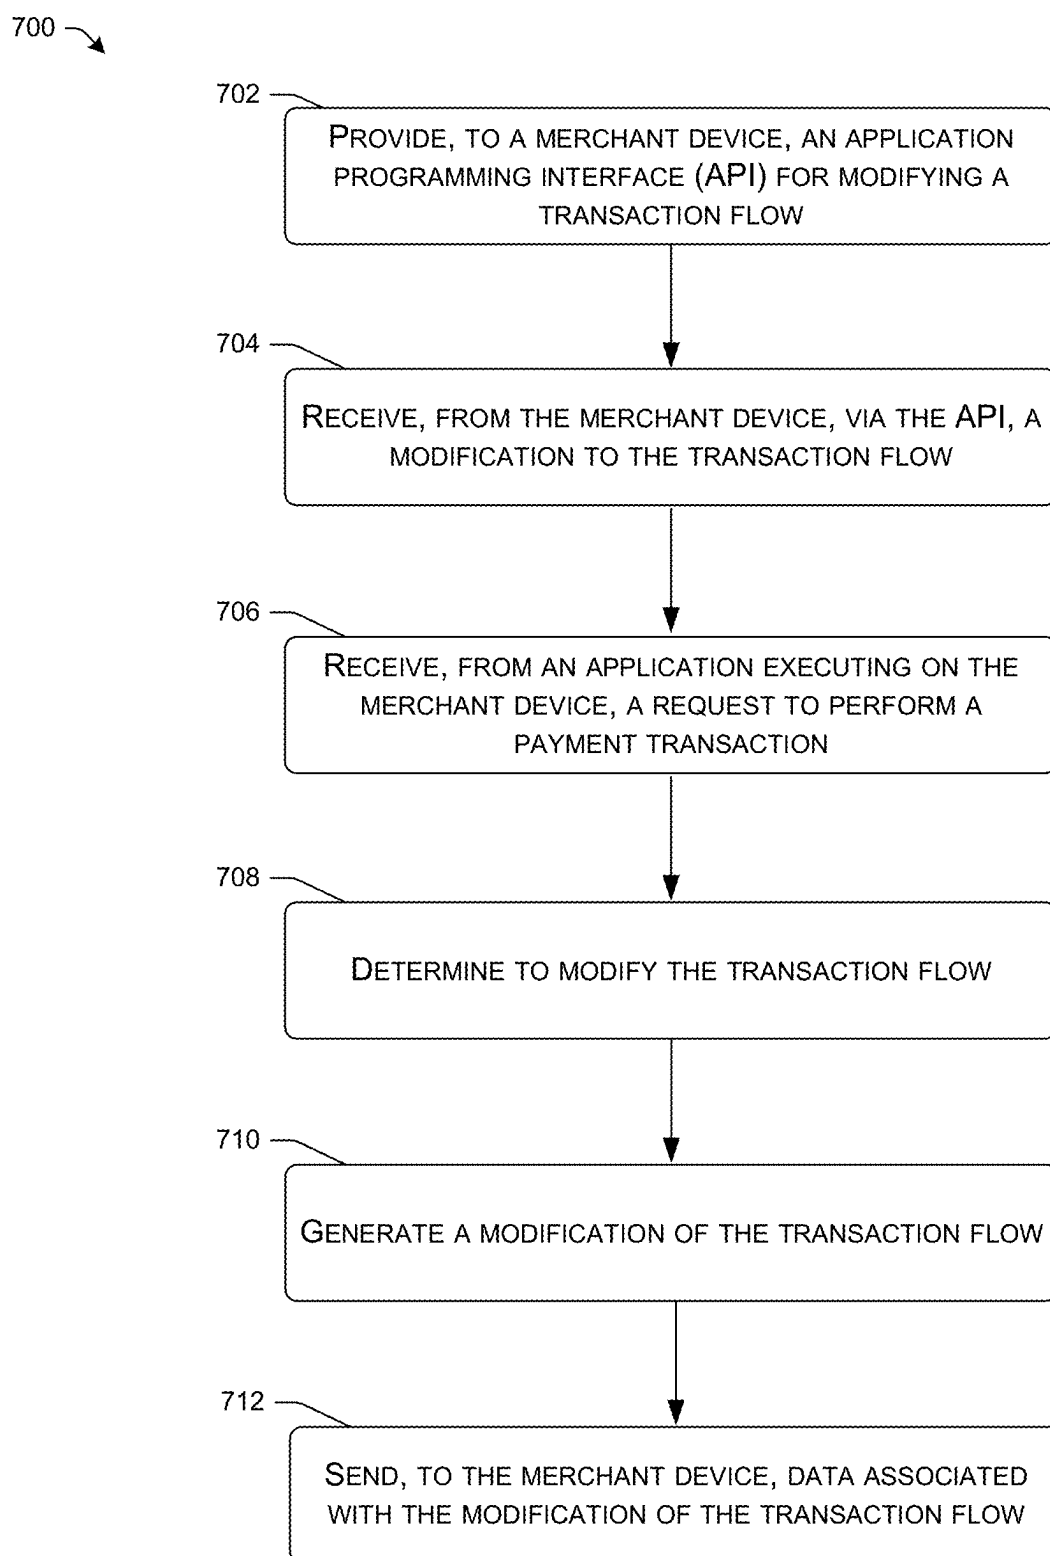 700
702
PROVIDE, TO A MERCHANT DEVICE, AN APPLICATION
PROGRAMMING INTERFACE (API) FOR MODIFYING A
TRANSACTION FLOW
704
RECEIVE, FROM THE MERCHANT DEVICE, VIA THE API, A
MODIFICATION TO THE TRANSACTION FLOW
706
RECEIVE, FROM AN APPLICATION EXECUTING ON THE
MERCHANT DEVICE, A REQUEST TO PERFORM A
PAYMENT TRANSACTION
708
DETERMINE TO MODIFY THE TRANSACTION FLOW
710
GENERATE A MODIFICATION OF THE TRANSACTION FLOW
712
SEND, TO THE MERCHANT DEVICE, DATA ASSOCIATED
WITH THE MODIFICATION OF THE TRANSACTION FLOW